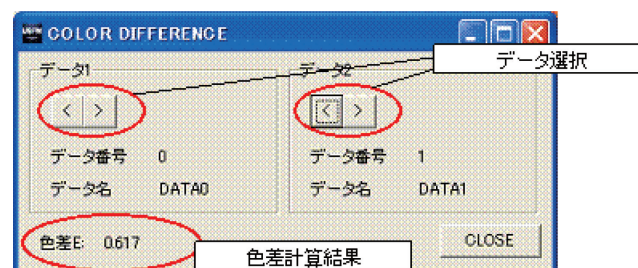 COLOR DIFFERENCE
データ選択
データ1
データ2
< >
< >
データ番号 0
データ番号 1
データ名 DATA0
データ名 DATA1
色差E: 0.617
色差計算結果
CLOSE